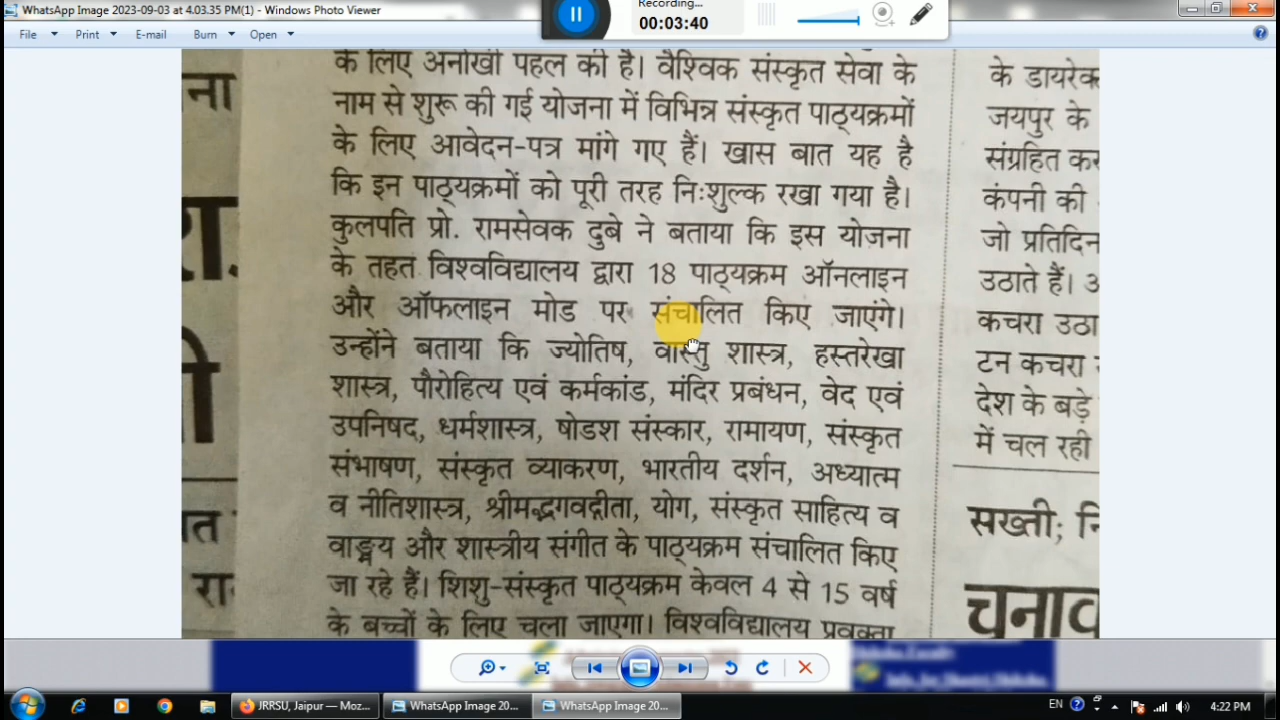 WhatsApp Image 2023-09-03 at 4.03.35 PM(1) - Windows Photo Viewer
Recording...
00:03:40
File Print E-mail Burn Open
के लिए अनोखी पहल की है। वैश्विक संस्कृत सेवा के
नाम से शुरू की गई योजना में विभिन्न संस्कृत पाठ्यक्रमों
के लिए आवेदन-पत्र मांगे गए हैं। खास बात यह है
कि इन पाठ्यक्रमों को पूरी तरह निःशुल्क रखा गया है।
कुलपति प्रो. रामसेवक दुबे ने बताया कि इस योजना
के तहत विश्वविद्यालय द्वारा 18 पाठ्यक्रम ऑनलाइन
और ऑफलाइन मोड पर संचालित किए जाएंगे।
उन्होंने बताया कि ज्योतिष, वास्तु शास्त्र, हस्तरेखा
शास्त्र, पौरोहित्य एवं कर्मकांड, मंदिर प्रबंधन, वेद एवं
उपनिषद, धर्मशास्त्र, षोडश संस्कार, रामायण, संस्कृत
संभाषण, संस्कृत व्याकरण, भारतीय दर्शन, अध्यात्म
व नीतिशास्त्र, श्रीमद्भगवद्गीता, योग, संस्कृत साहित्य व
वाङ्मय और शास्त्रीय संगीत के पाठ्यक्रम संचालित किए
जा रहे हैं। शिशु-संस्कृत पाठ्यक्रम केवल 4 से 15 वर्ष
के बच्चों के लिए चला जाएगा। विश्वविद्यालय प्रवक्ता
ना
त
रा
के
जयपुर के
संग्रहित
कंपनी की
जो प्रतिदिन
उठाते हैं।
कचरा
टन कचरा
देश के बड़े
में चल रही
सख्ती;
चनाव
JRRSU, Jaipur — Moz...
WhatsApp Image 20...
WhatsApp Image 20...
EN
4:22 PM